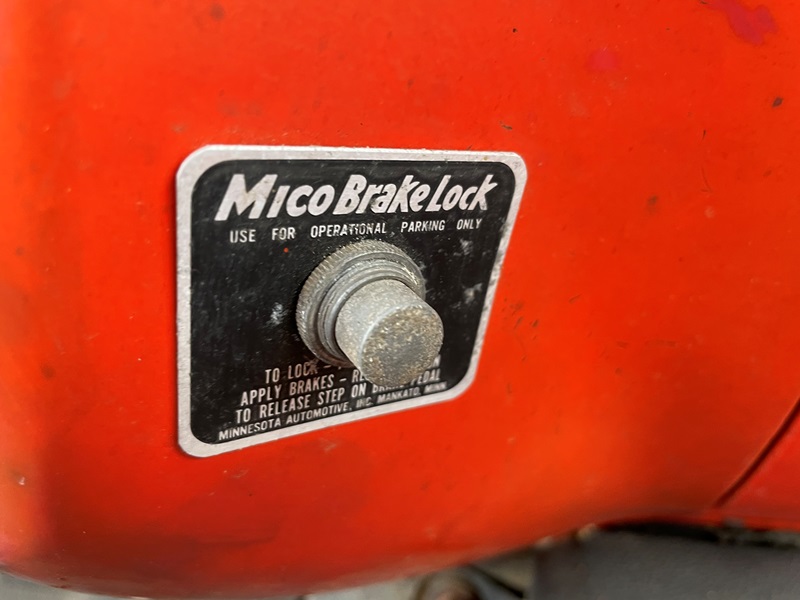 Mico Brake Lock
USE FOR OPERATIONAL PARKING ONLY
TO LOCK –
APPLY BRAKES – 
TO RELEASE STEP ON BRAKE PEDAL
MINNESOTA AUTOMOTIVE, INC. MANKATO, MINN